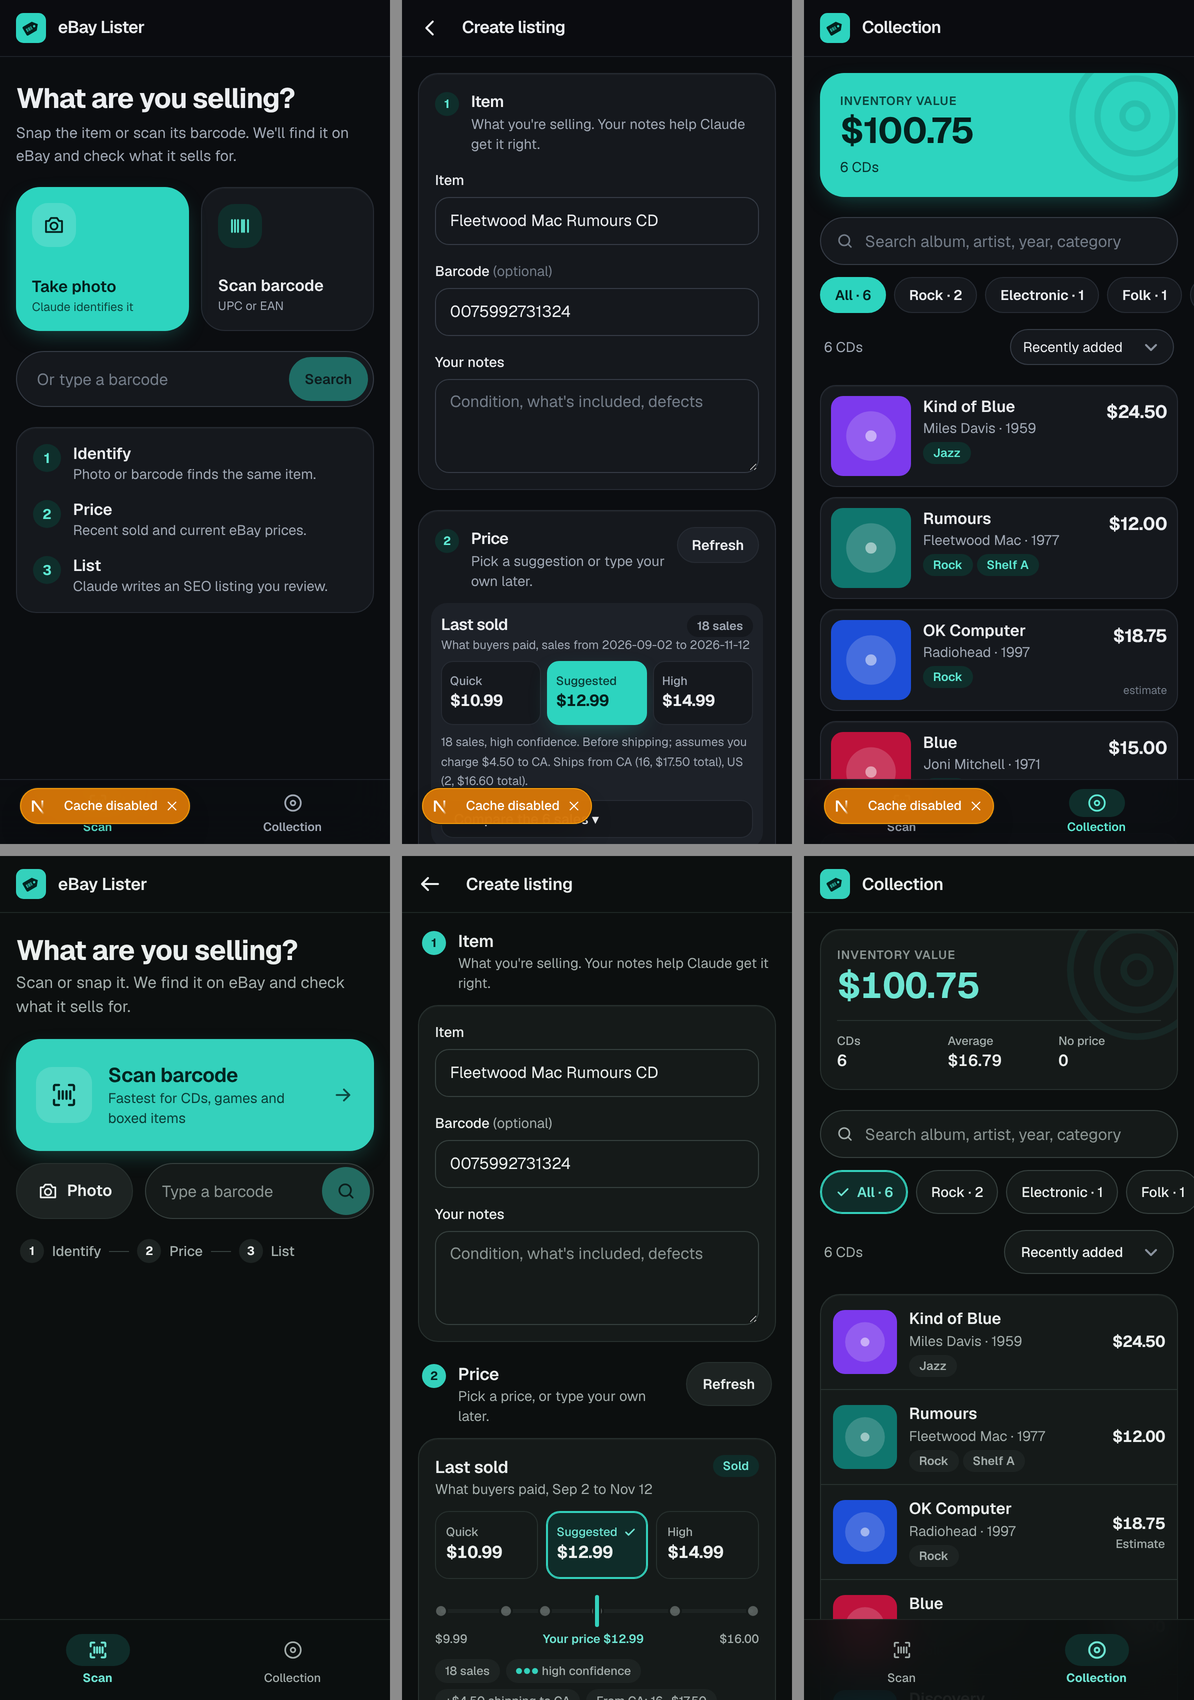 eBay Lister
What are you selling?
Snap the item or scan its barcode. We'll find it on
eBay and check what it sells for.
Take photo
Claude identifies it
Scan barcode
UPC or EAN
Or type a barcode
Search
1
Identify
Photo or barcode finds the same item.
2
Price
Recent sold and current eBay prices.
3
List
Claude writes an SEO listing you review.
N Cache disabled ×
Scan
Collection
Create listing
1
Item
What you're selling. Your notes help Claude
get it right.
Item
Fleetwood Mac Rumours CD
Barcode (optional)
0075992731324
Your notes
Condition, what's included, defects
2
Price
Pick a suggestion or type your
own later.
Refresh
Last sold
18 sales
What buyers paid, sales from 2026-09-02 to 2026-11-12
Quick
$10.99
Suggested
$12.99
High
$14.99
18 sales, high confidence. Before shipping; assumes you
charge $4.50 to CA. Ships from CA (16, $17.50 total), US
(2, $16.60 total).
N Cache disabled ×
Collection
INVENTORY VALUE
$100.75
6 CDs
Search album, artist, year, category
All · 6
Rock · 2
Electronic · 1
Folk · 1
6 CDs
Recently added
Kind of Blue
Miles Davis · 1959
Jazz
$24.50
Rumours
Fleetwood Mac · 1977
Rock
Shelf A
$12.00
OK Computer
Radiohead · 1997
Rock
$18.75
estimate
Blue
Joni Mitchell · 1971
$15.00
N Cache disabled ×
Scan
Collection
eBay Lister
What are you selling?
Scan or snap it. We find it on eBay and check
what it sells for.
Scan barcode
Fastest for CDs, games and
boxed items
Photo
Type a barcode
1 Identify
2 Price
3 List
Scan
Collection
Create listing
1
Item
What you're selling. Your notes help Claude get it
right.
Item
Fleetwood Mac Rumours CD
Barcode (optional)
0075992731324
Your notes
Condition, what's included, defects
2
Price
Pick a price, or type your own
later.
Refresh
Last sold
Sold
What buyers paid, Sep 2 to Nov 12
Quick
$10.99
Suggested
$12.99
High
$14.99
$9.99
Your price $12.99
$16.00
18 sales
high confidence
Collection
INVENTORY VALUE
$100.75
CDs
6
Average
$16.79
No price
0
Search album, artist, year, category
All · 6
Rock · 2
Electronic · 1
Folk · 1
6 CDs
Recently added
Kind of Blue
Miles Davis · 1959
Jazz
$24.50
Rumours
Fleetwood Mac · 1977
Rock
Shelf A
$12.00
OK Computer
Radiohead · 1997
Rock
$18.75
Estimate
Blue
Scan
Collection